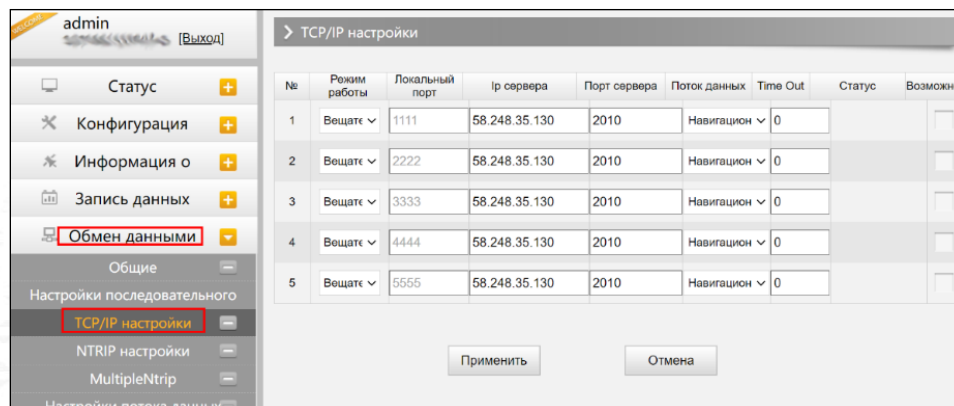 WELCOME
admin
[Выход]
Статус
Конфигурация
Информация о
Запись данных
Обмен данными
Общие
Настройки последовательного
TCP/IP настройки
NTRIP настройки
MultipleNtrip
Настройки потока данных
TCP/IP настройки
№ Режим работы Локальный порт Ip сервера Порт сервера Поток данных Time Out Статус Возможн
1 Вещате 1111 58.248.35.130 2010 Навигацион 0
2 Вещате 2222 58.248.35.130 2010 Навигацион 0
3 Вещате 3333 58.248.35.130 2010 Навигацион 0
4 Вещате 4444 58.248.35.130 2010 Навигацион 0
5 Вещате 5555 58.248.35.130 2010 Навигацион 0
Применить Отмена